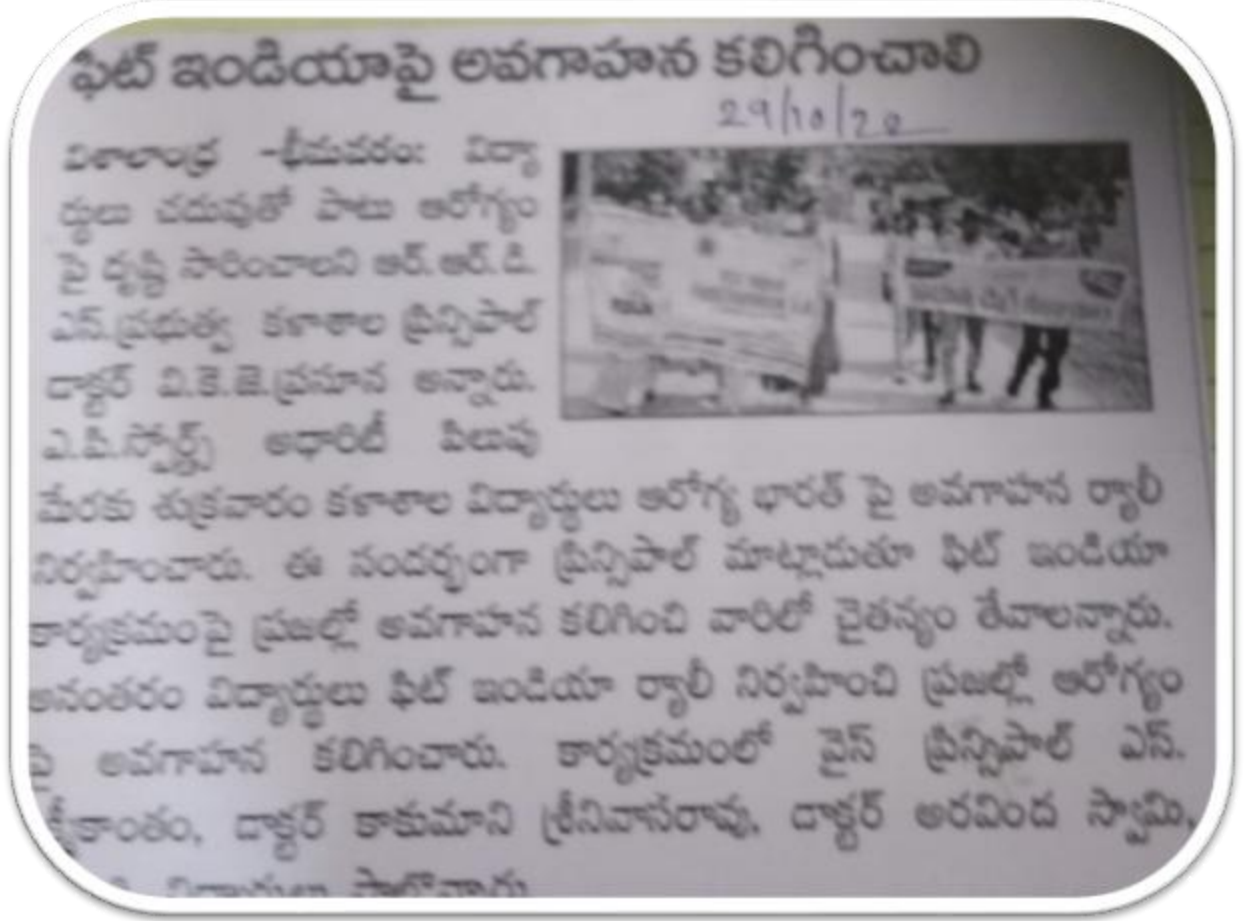 ఫిట్ ఇండియాపై అవగాహన కలిగించాలి
29/10/20
విశాలాంధ్ర -భీమవరం: విద్యా
ర్థులు చదువుతో పాటు ఆరోగ్యం
పై దృష్టి సారించాలని ఆర్.ఆర్.డి.
ఎస్.ప్రభుత్వ కళాశాల ప్రిన్సిపాల్
డాక్టర్ వి.కె.జె.ప్రసూన అన్నారు.
ఎ.పి.స్పోర్ట్స్ అథారిటీ పిలుపు
మేరకు శుక్రవారం కళాశాల విద్యార్థులు ఆరోగ్య భారత్ పై అవగాహన ర్యాలీ
నిర్వహించారు. ఈ సందర్భంగా ప్రిన్సిపాల్ మాట్లాడుతూ ఫిట్ ఇండియా
కార్యక్రమంపై ప్రజల్లో అవగాహన కలిగించి వారిలో చైతన్యం తేవాలన్నారు.
అనంతరం విద్యార్థులు ఫిట్ ఇండియా ర్యాలీ నిర్వహించి ప్రజల్లో ఆరోగ్యం
పై అవగాహన కలిగించారు. కార్యక్రమంలో వైస్ ప్రిన్సిపాల్ ఎస్.
శ్రీకాంతం, డాక్టర్ కాకుమాని శ్రీనివాసరావు, డాక్టర్ అరవింద స్వామి,
విద్యార్థులు పాల్గొన్నారు